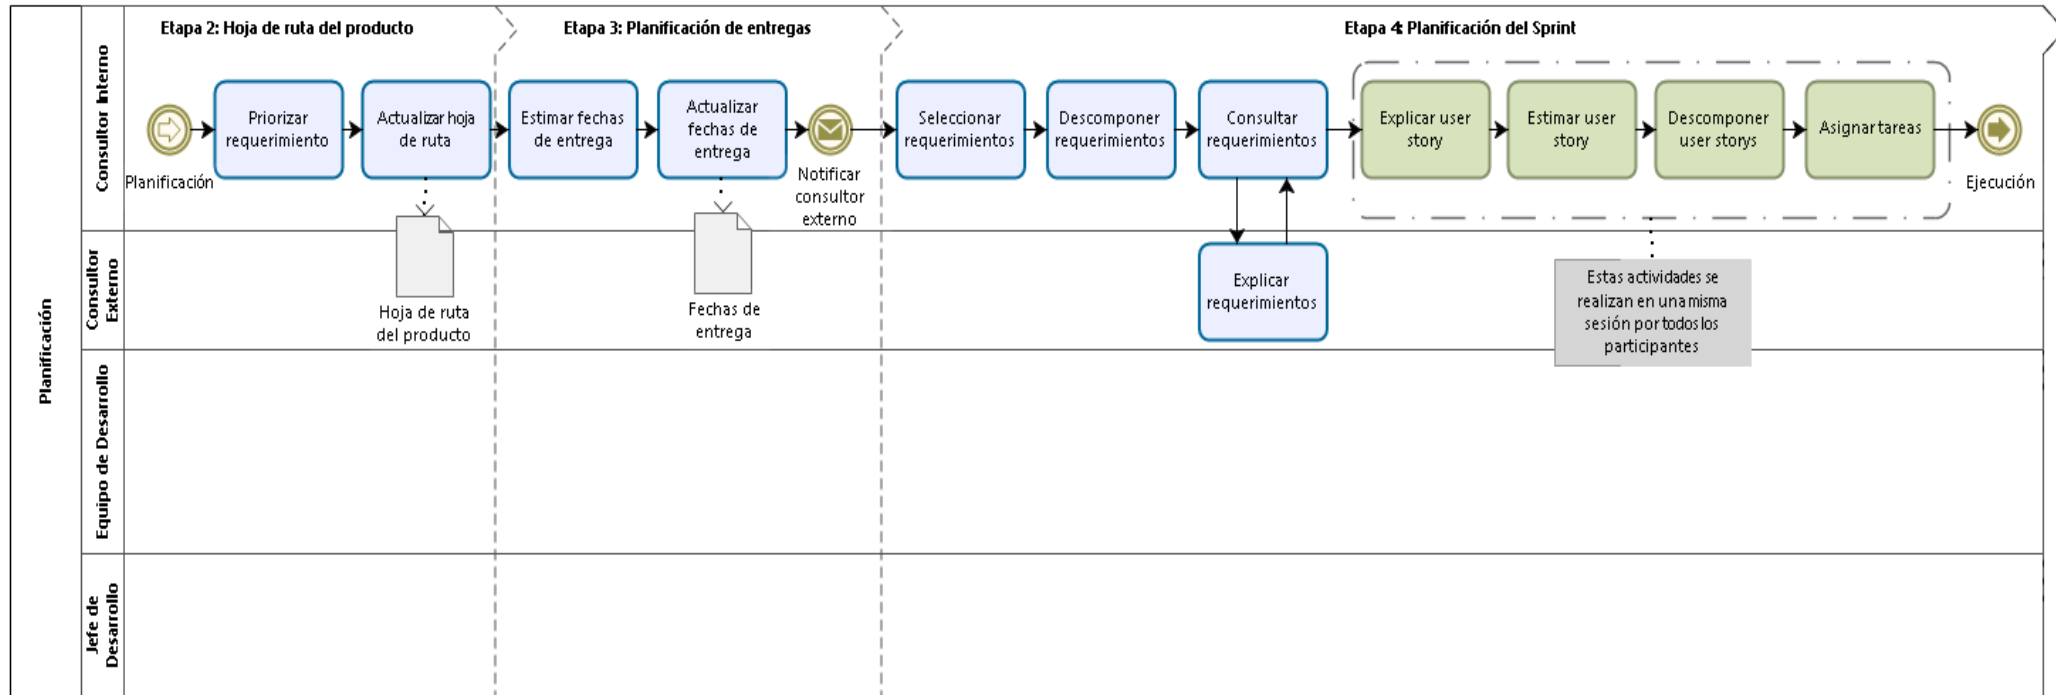 Etapa 2: Hoja de ruta del producto
Etapa 3: Planificación de entregas
Etapa 4: Planificación del Sprint
Planificación
Consultor Interno
Planificación
Priorizar
requerimiento
Actualizar hoja
de ruta
Hoja de ruta
del producto
Estimar fechas
de entrega
Actualizar
fechas de
entrega
Fechas de
entrega
Notificar
consultor
externo
Seleccionar
requerimientos
Descomponer
requerimientos
Consultar
requerimientos
Explicar user
story
Estimar user
story
Descomponer
user storys
Asignar tareas
Ejecución
Consultor
Externo
Explicar
requerimientos
Estas actividades se
realizan en una misma
sesión por todos los
participantes
Equipo de Desarrollo
Jefe de
Desarrollo